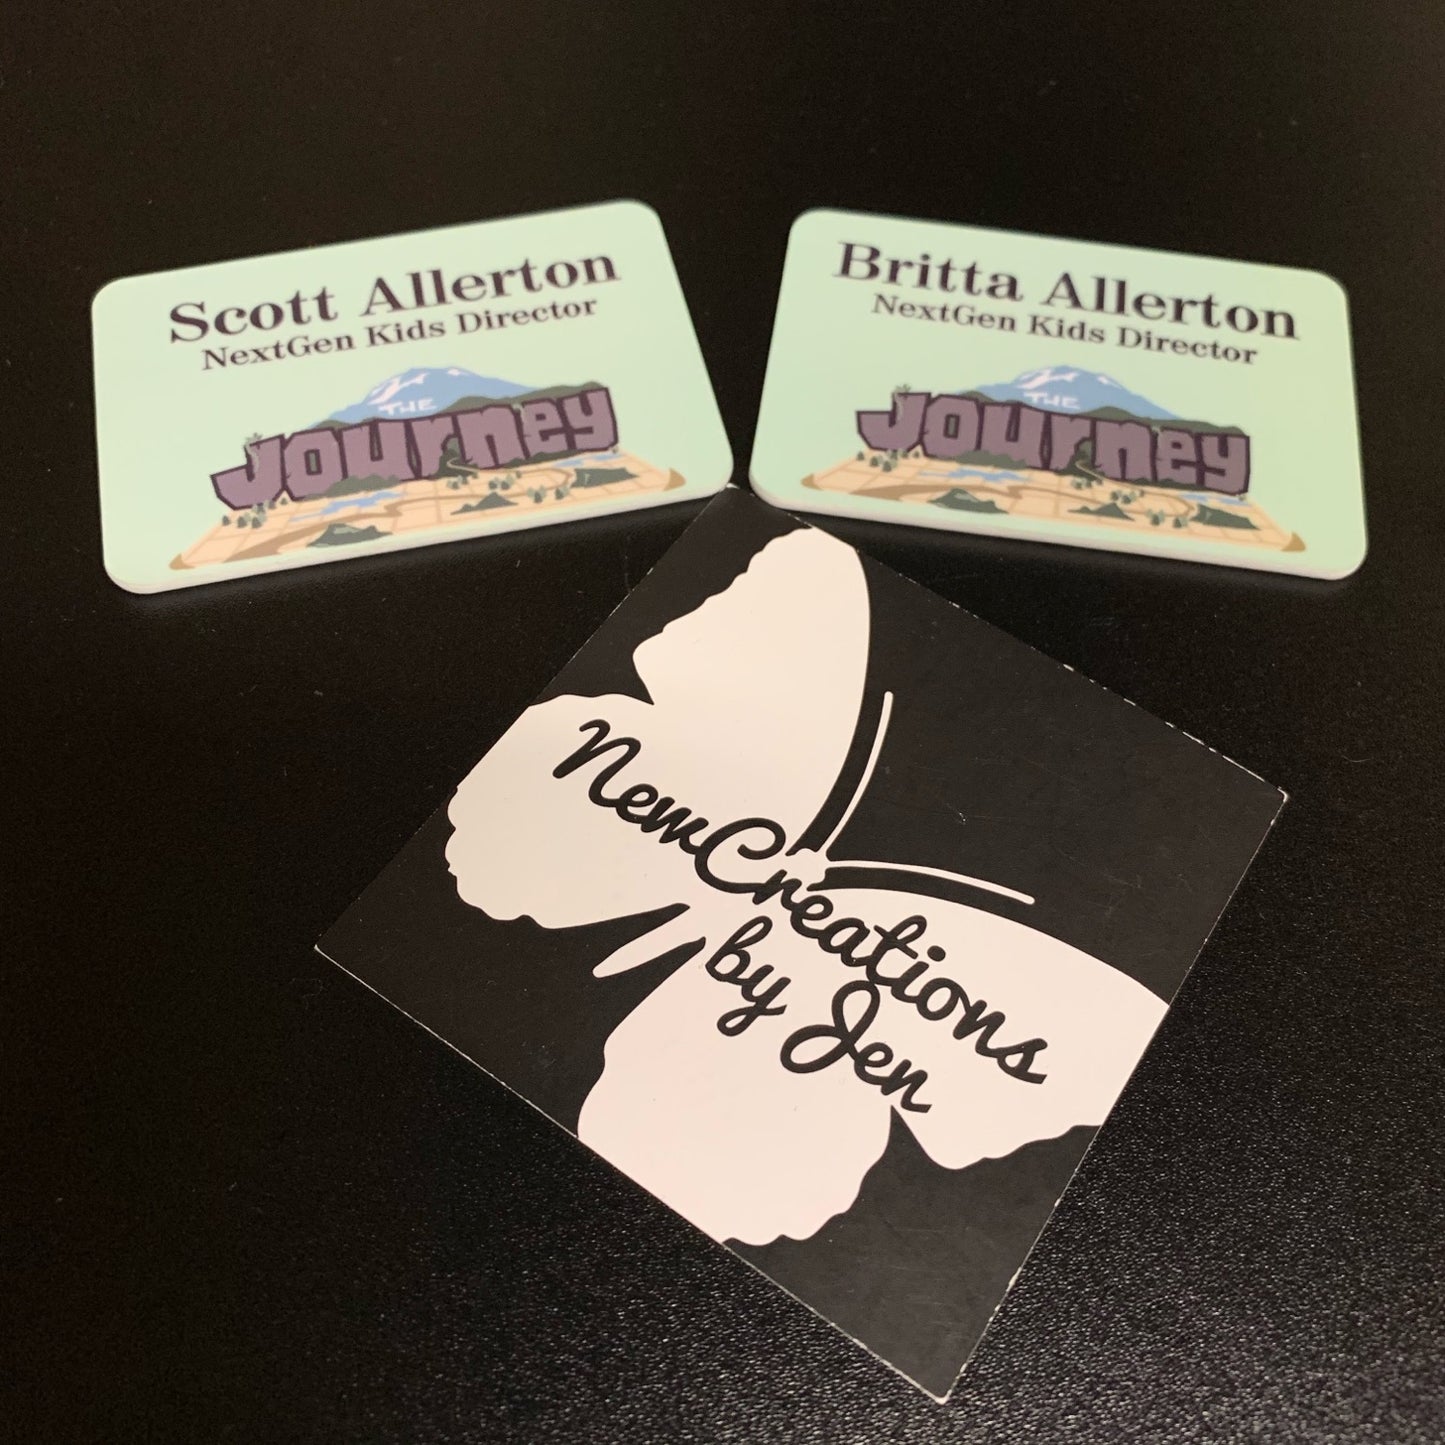 Scott Allerton
NextGen Kids Director
THE
Journey
Britta Allerton
NextGen Kids Director
THE
Journey
NewCreations
by Jen